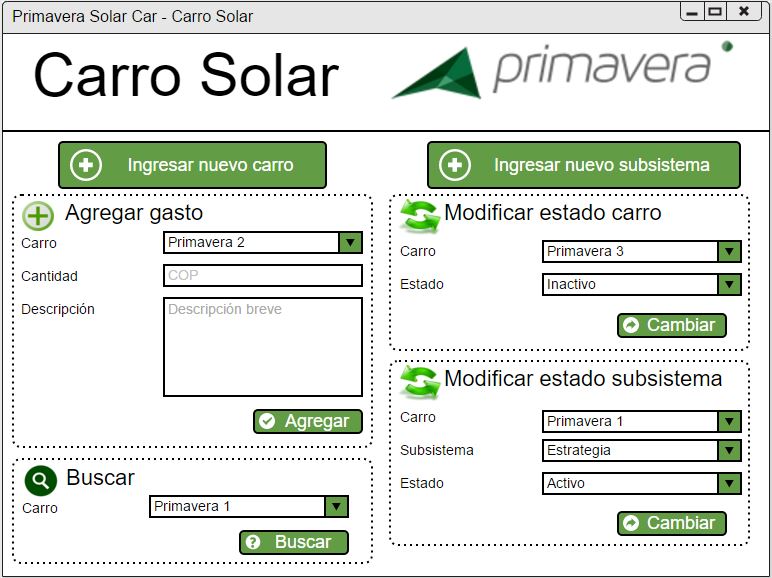 Primavera Solar Car - Carro Solar
Carro Solar
primavera
Ingresar nuevo carro
Ingresar nuevo subsistema
Agregar gasto
Carro
Primavera 2
Cantidad
COP
Descripción
Descripción breve
Agregar
Buscar
Carro
Primavera 1
Buscar
Modificar estado carro
Carro
Primavera 3
Estado
Inactivo
Cambiar
Modificar estado subsistema
Carro
Primavera 1
Subsistema
Estrategia
Estado
Activo
Cambiar